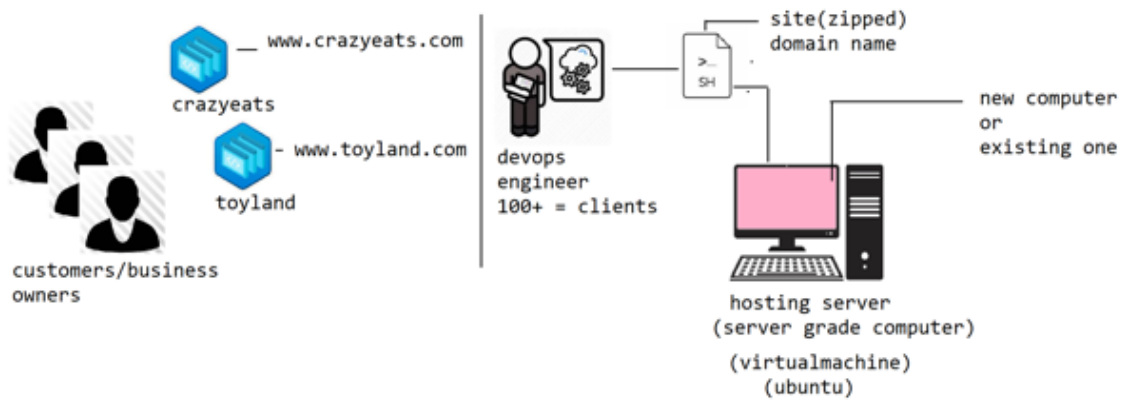 www.crazyeats.com
crazyeats
www.toyland.com
toyland
customers/business
owners
devops
engineer
100+ = clients
>_
SH
site(zipped)
domain name
new computer
or
existing one
hosting server
(server grade computer)
(virtualmachine)
(ubuntu)